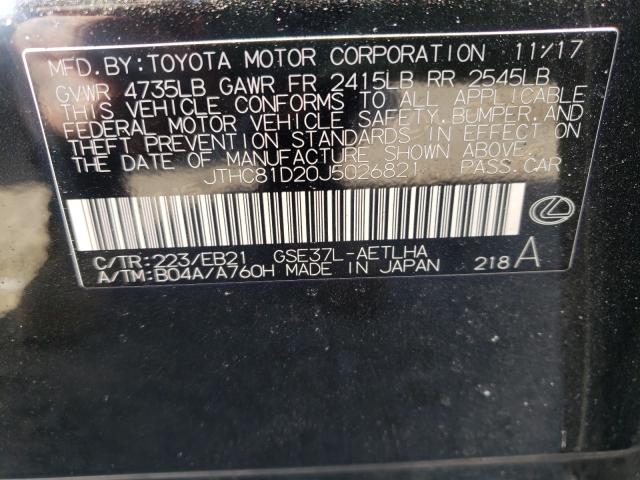 MFD.BY:TOYOTA MOTOR CORPORATION 11/17
GVWR 4735LB GAWR FR 2415LB RR 2545LB
THIS VEHICLE CONFORMS TO ALL APPLICABLE
FEDERAL MOTOR VEHICLE SAFETY,BUMPER,AND
THEFT PREVENTION STANDARDS IN EFFECT ON
THE DATE OF MANUFACTURE SHOWN ABOVE.
JTHC81D20J5026821 PASS.CAR
C/TR:223/EB21 GSE37L-AETLHA
A/TM:B04A/A760H MADE IN JAPAN 218A